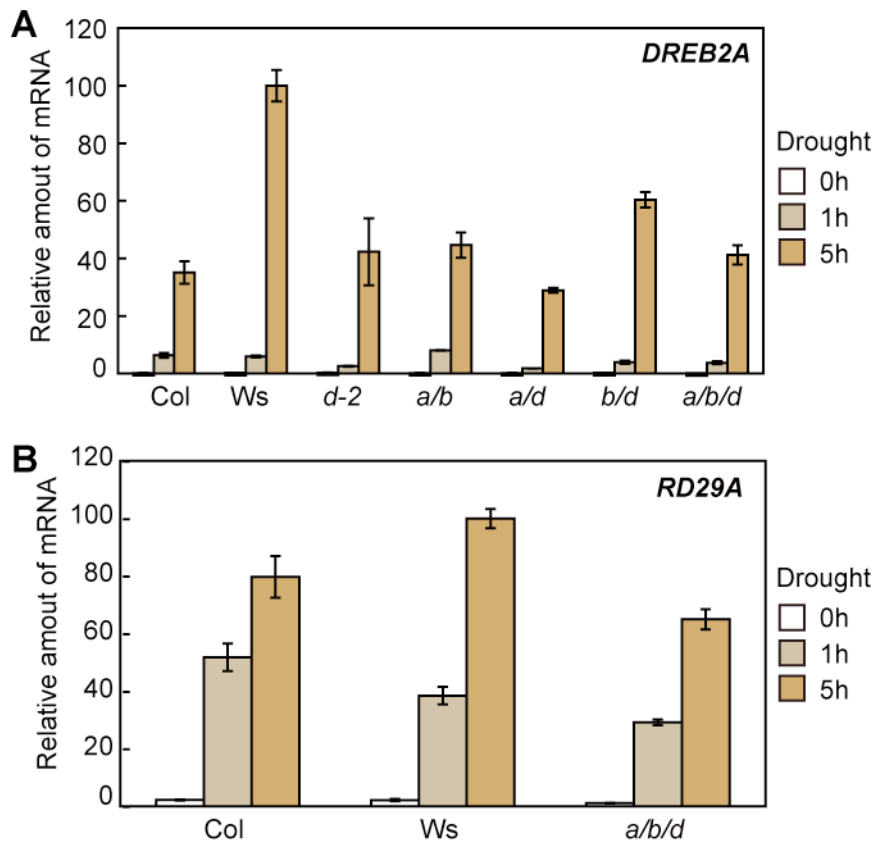 A
DREB2A
Relative amout of mRNA
120
100
80
60
40
20
0
Col Ws d-2 a/b a/d b/d a/b/d
Drought
0h
1h
5h
B
RD29A
Relative amout of mRNA
120
100
80
60
40
20
0
Col Ws a/b/d
Drought
0h
1h
5h